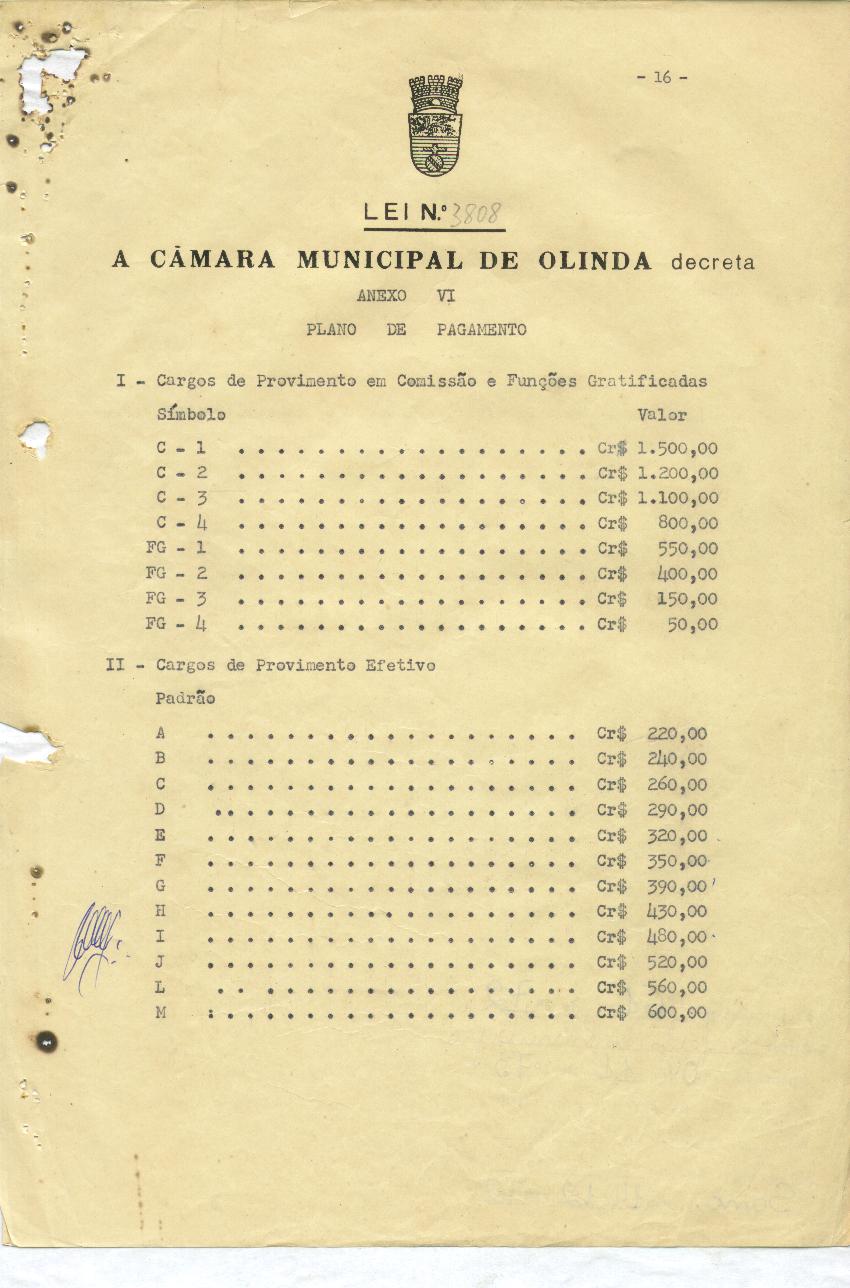 - 16 -
LEI N.º 3808
A CÂMARA MUNICIPAL DE OLINDA decreta
ANEXO VI
PLANO DE PAGAMENTO
I - Cargos de Provimento em Comissão e Funções Gratificadas
Símbolo Valor
C - 1 . . . . . . . . . . . . . . . . . . Cr$ 1.500,00
C - 2 . . . . . . . . . . . . . . . . . . Cr$ 1.200,00
C - 3 . . . . . . . . . . . . . . . . . . Cr$ 1.100,00
C - 4 . . . . . . . . . . . . . . . . . . Cr$ 800,00
FG - 1 . . . . . . . . . . . . . . . . . . Cr$ 550,00
FG - 2 . . . . . . . . . . . . . . . . . . Cr$ 400,00
FG - 3 . . . . . . . . . . . . . . . . . . Cr$ 150,00
FG - 4 . . . . . . . . . . . . . . . . . . Cr$ 50,00
II - Cargos de Provimento Efetivo
Padrão
A . . . . . . . . . . . . . . . . . . . Cr$ 220,00
B . . . . . . . . . . . . . . . . . . . Cr$ 240,00
C . . . . . . . . . . . . . . . . . . . Cr$ 260,00
D . . . . . . . . . . . . . . . . . . . Cr$ 290,00
E . . . . . . . . . . . . . . . . . . . Cr$ 320,00
F . . . . . . . . . . . . . . . . . . . Cr$ 350,00
G . . . . . . . . . . . . . . . . . . . Cr$ 390,00
H . . . . . . . . . . . . . . . . . . . Cr$ 430,00
I . . . . . . . . . . . . . . . . . . . Cr$ 480,00
J . . . . . . . . . . . . . . . . . . . Cr$ 520,00
L . . . . . . . . . . . . . . . . . . Cr$ 560,00
M : . . . . . . . . . . . . . . . . . . Cr$ 600,00